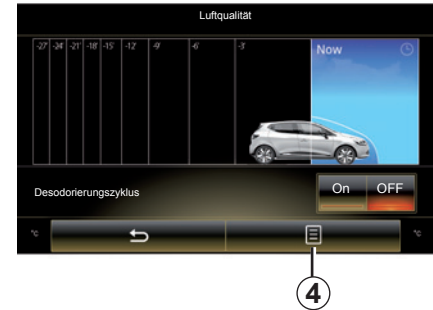 Luftqualität
-27' -24' -21' -18' -15' -12' -9' -6' -3' Now
Desodorierungszyklus On OFF
°C °C
4